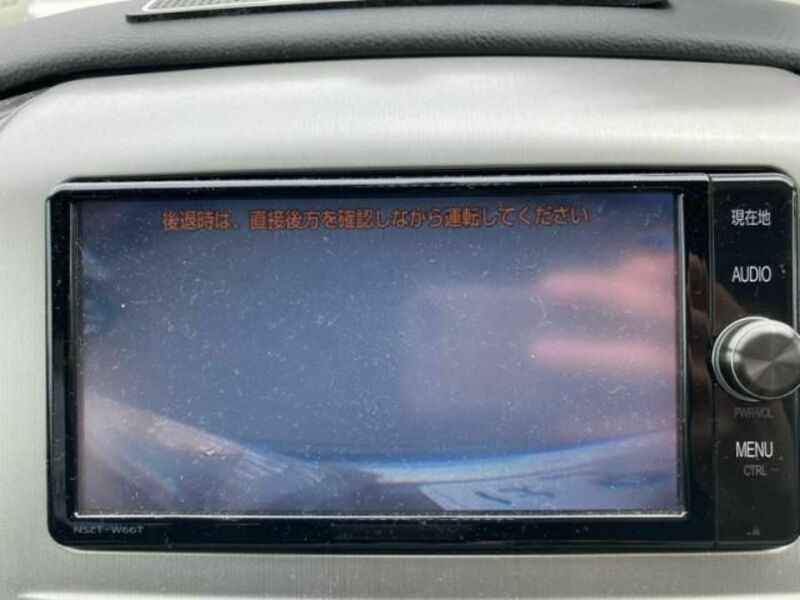 後退時は、直接後方を確認しながら運転してください
現在地
AUDIO
PWR•VOL
MENU
CTRL
NSZT-W66T